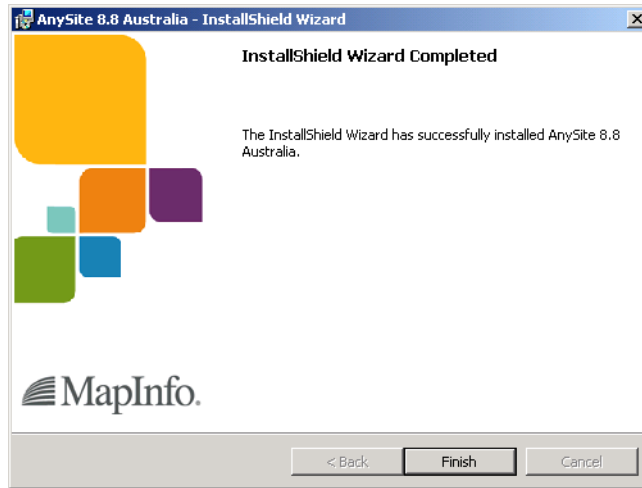 AnySite 8.8 Australia - InstallShield Wizard
InstallShield Wizard Completed
The InstallShield Wizard has successfully installed AnySite 8.8
Australia.
MapInfo.
< Back
Finish
Cancel